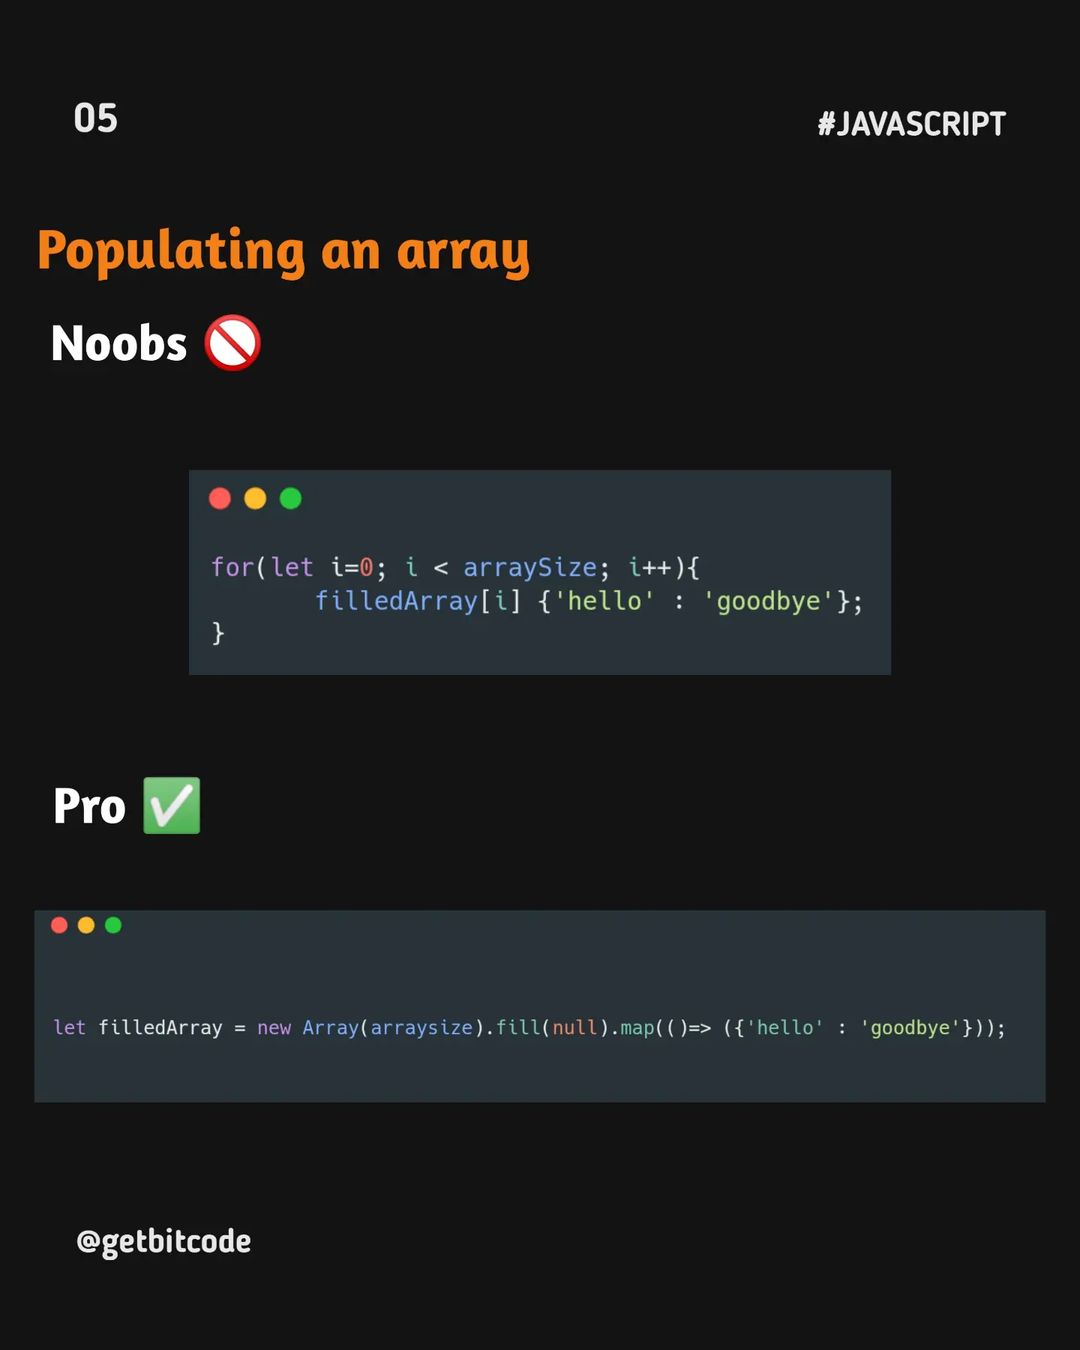 05
#JAVASCRIPT
Populating an array
Noobs 🚫
for(let i=0; i < arraySize; i++){
       filledArray[i] {'hello' : 'goodbye'};
}
Pro ✅
let filledArray = new Array(arraysize).fill(null).map(()=> ({'hello' : 'goodbye'}));
@getbitcode